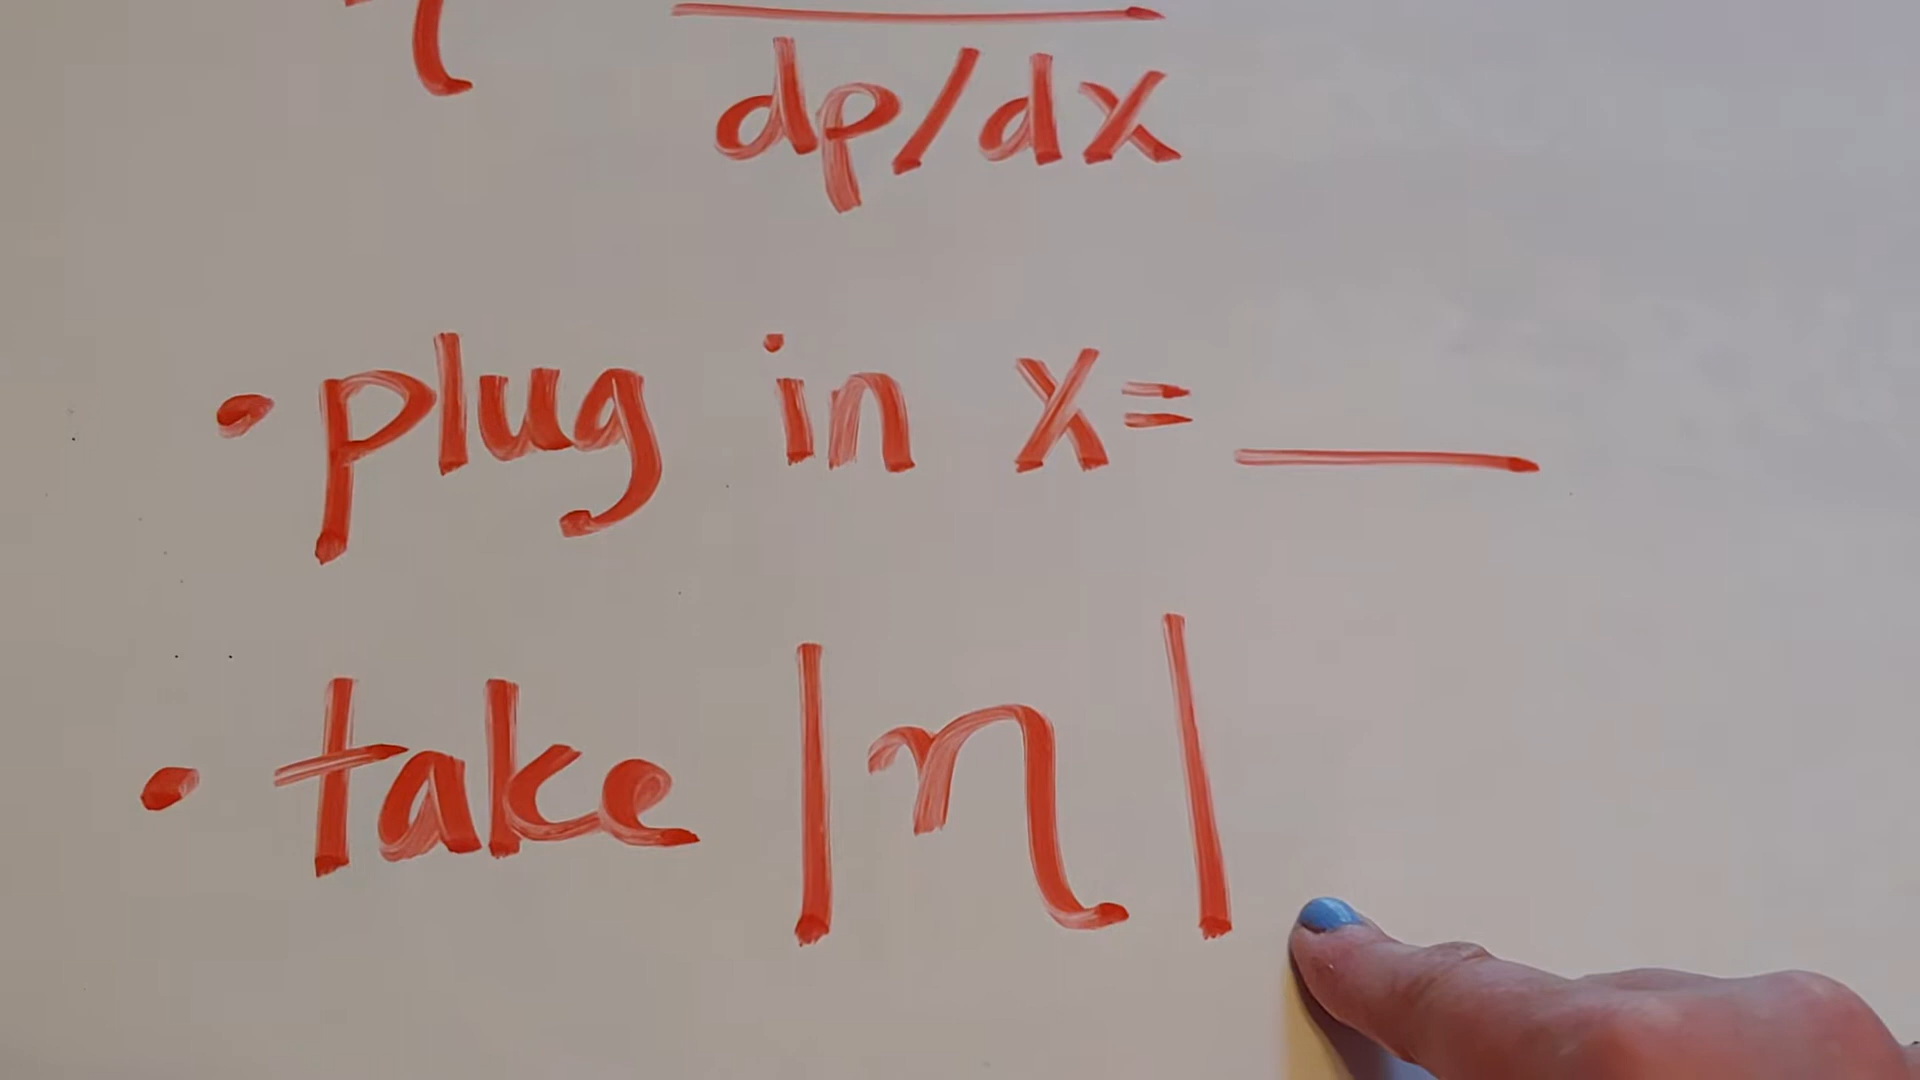 dp/dx
• plug in x= ___
• take |η|